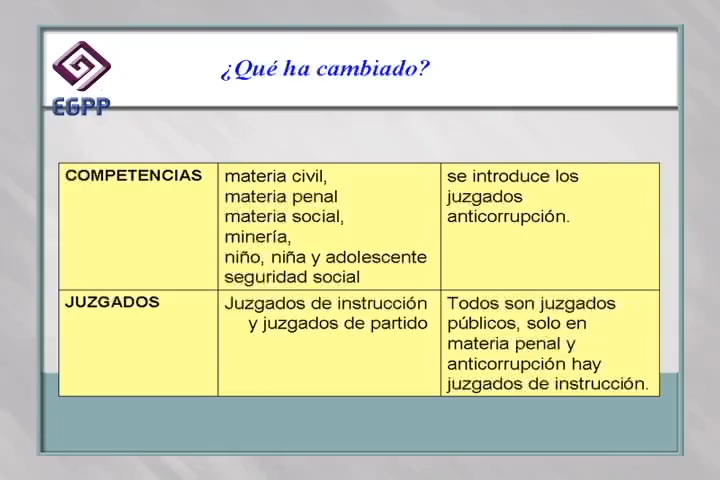 ¿Qué ha cambiado?
EGPP
COMPETENCIAS
materia civil,
materia penal
materia social,
minería,
niño, niña y adolescente
seguridad social
se introduce los
juzgados
anticorrupción.
JUZGADOS
Juzgados de instrucción
y juzgados de partido
Todos son juzgados
públicos, solo en
materia penal y
anticorrupción hay
juzgados de instrucción.